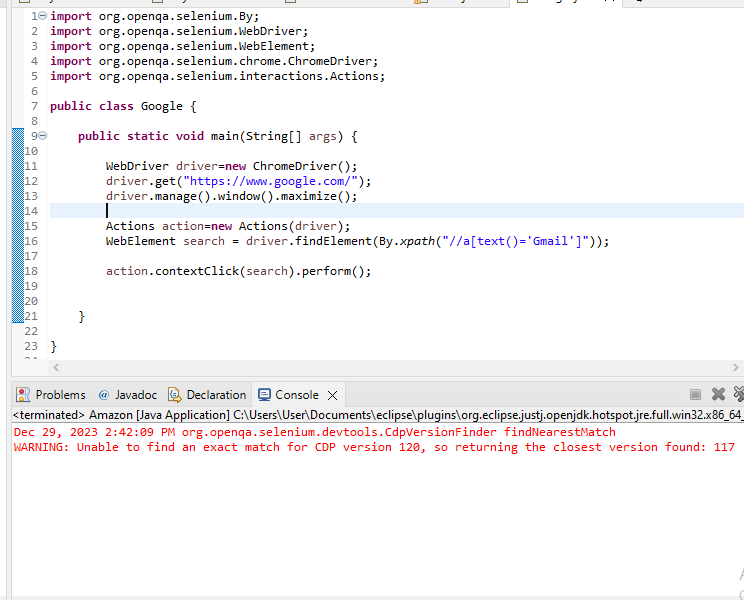 1 import org.openqa.selenium.By;
2 import org.openqa.selenium.WebDriver;
3 import org.openqa.selenium.WebElement;
4 import org.openqa.selenium.chrome.ChromeDriver;
5 import org.openqa.selenium.interactions.Actions;
6
7 public class Google {
8
9 public static void main(String[] args) {
10
11 WebDriver driver=new ChromeDriver();
12 driver.get("https://www.google.com/");
13 driver.manage().window().maximize();
14
15 Actions action=new Actions(driver);
16 WebElement search = driver.findElement(By.xpath("//a[text()='Gmail']"));
17
18 action.contextClick(search).perform();
19
20
21 }
22
23 }
Problems @ Javadoc Declaration Console
<terminated> Amazon [Java Application] C:\Users\User\Documents\eclipse\plugins\org.eclipse.justj.openjdk.hotspot.jre.full.win32.x86_64_
Dec 29, 2023 2:42:09 PM org.openqa.selenium.devtools.CdpVersionFinder findNearestMatch
WARNING: Unable to find an exact match for CDP version 120, so returning the closest version found: 117